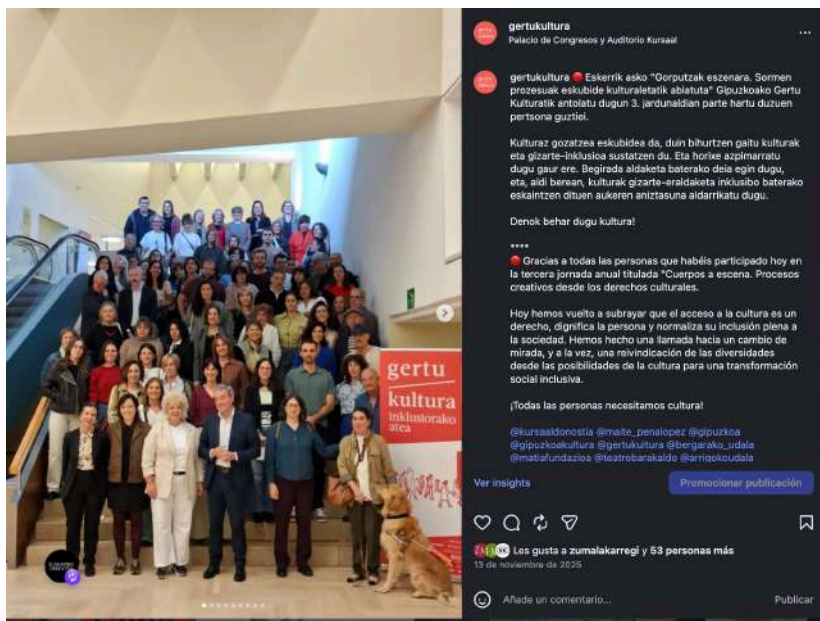 gertukultura
Palacio de Congresos y Auditorio Kursaal
gertukultura 🔴 Eskerrik asko "Gorputzak eszenara. Sormen
prozesuak eskubide kulturaletatik abiatuta" Gipuzkoako Gertu
Kulturatik antolatu dugun 3. jardunaldian parte hartu duzuen
pertsona guztiei.
Kulturaz gozatzea eskubidea da, duin bihurtzen gaitu kulturak
eta gizarte-inklusioa sustatzen du. Eta horixe azpimarratu
dugu gaur ere. Begirada aldaketa baterako deia egin dugu,
eta, aldi berean, kulturak gizarte-eraldaketa inklusibo baterako
eskaintzen dituen aukeren aniztasuna aldarrikatu dugu.
Denok behar dugu kultura!
****
🔴 Gracias a todas las personas que habéis participado hoy en
la tercera jornada anual titulada "Cuerpos a escena. Procesos
creativos desde los derechos culturales.
Hoy hemos vuelto a subrayar que el acceso a la cultura es un
derecho, dignifica la persona y normaliza su inclusión plena a
la sociedad. Hemos hecho una llamada hacia un cambio de
mirada, y a la vez, una reivindicación de las diversidades
desde las posibilidades de la cultura para una transformación
social inclusiva.
¡Todas las personas necesitamos cultura!
@kursaaldonostia @maite_penalopez @gipuzkoa
@gipuzkoakultura @gertukultura @bergarako_udala
@matiafundazioa @teatrobarakaldo @arrigokoudala
Ver insights
Promocionar publicación
Les gusta a zumalakarregi y 53 personas más
13 de noviembre de 2025
Añade un comentario...
Publicar
gertu
kultura
inklusiorako
atea